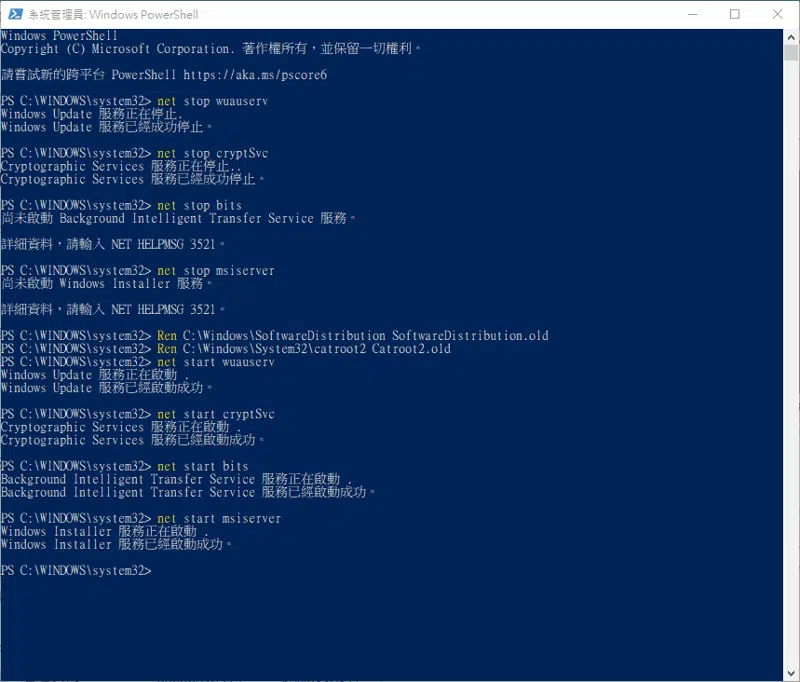 系統管理員: Windows PowerShell
Windows PowerShell
Copyright (C) Microsoft Corporation. 著作權所有，並保留一切權利。
請嘗試新的跨平台 PowerShell https://aka.ms/pscore6
PS C:\WINDOWS\system32> net stop wuauserv
Windows Update 服務正在停止.
Windows Update 服務已經成功停止。
PS C:\WINDOWS\system32> net stop cryptSvc
Cryptographic Services 服務正在停止..
Cryptographic Services 服務已經成功停止。
PS C:\WINDOWS\system32> net stop bits
尚未啟動 Background Intelligent Transfer Service 服務。
詳細資料，請輸入 NET HELPMSG 3521。
PS C:\WINDOWS\system32> net stop msiserver
尚未啟動 Windows Installer 服務。
詳細資料，請輸入 NET HELPMSG 3521。
PS C:\WINDOWS\system32> Ren C:\Windows\SoftwareDistribution SoftwareDistribution.old
PS C:\WINDOWS\system32> Ren C:\Windows\System32\catroot2 Catroot2.old
PS C:\WINDOWS\system32> net start wuauserv
Windows Update 服務正在啟動 .
Windows Update 服務已經啟動成功。
PS C:\WINDOWS\system32> net start cryptSvc
Cryptographic Services 服務正在啟動 .
Cryptographic Services 服務已經啟動成功。
PS C:\WINDOWS\system32> net start bits
Background Intelligent Transfer Service 服務正在啟動 .
Background Intelligent Transfer Service 服務已經啟動成功。
PS C:\WINDOWS\system32> net start msiserver
Windows Installer 服務正在啟動 .
Windows Installer 服務已經啟動成功。
PS C:\WINDOWS\system32>